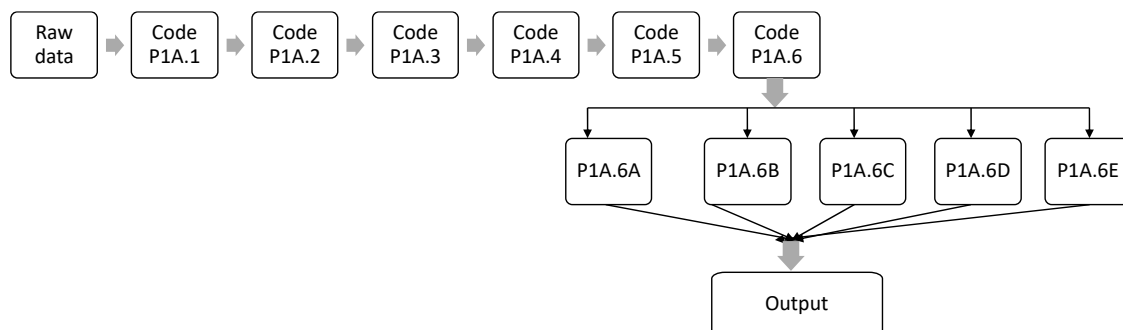 Raw
data
Code
P1A.1
Code
P1A.2
Code
P1A.3
Code
P1A.4
Code
P1A.5
Code
P1A.6
P1A.6A
P1A.6B
P1A.6C
P1A.6D
P1A.6E
Output